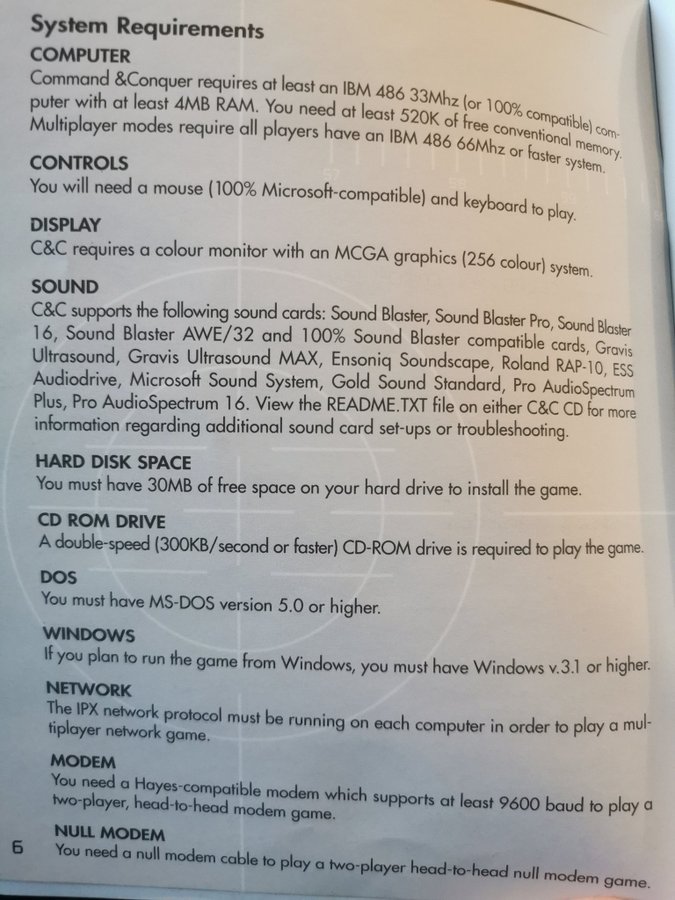 System Requirements
COMPUTER
Command &Conquer requires at least an IBM 486 33Mhz (or 100% compatible) com-
puter with at least 4MB RAM. You need at least 520K of free conventional memory.
Multiplayer modes require all players have an IBM 486 66Mhz or faster system.
CONTROLS
You will need a mouse (100% Microsoft-compatible) and keyboard to play.
DISPLAY
C&C requires a colour monitor with an MCGA graphics (256 colour) system.
SOUND
C&C supports the following sound cards: Sound Blaster, Sound Blaster Pro, Sound Blaster
16, Sound Blaster AWE/32 and 100% Sound Blaster compatible cards, Gravis
Ultrasound, Gravis Ultrasound MAX, Ensoniq Soundscape, Roland RAP-10, ESS
Audiodrive, Microsoft Sound System, Gold Sound Standard, Pro AudioSpectrum
Plus, Pro AudioSpectrum 16. View the README.TXT file on either C&C CD for more
information regarding additional sound card set-ups or troubleshooting.
HARD DISK SPACE
You must have 30MB of free space on your hard drive to install the game.
CD ROM DRIVE
A double-speed (300KB/second or faster) CD-ROM drive is required to play the game.
DOS
You must have MS-DOS version 5.0 or higher.
WINDOWS
If you plan to run the game from Windows, you must have Windows v.3.1 or higher.
NETWORK
The IPX network protocol must be running on each computer in order to play a mul-
tiplayer network game.
MODEM
You need a Hayes-compatible modem which supports at least 9600 baud to play a
two-player, head-to-head modem game.
NULL MODEM
You need a null modem cable to play a two-player head-to-head null modem game.
6